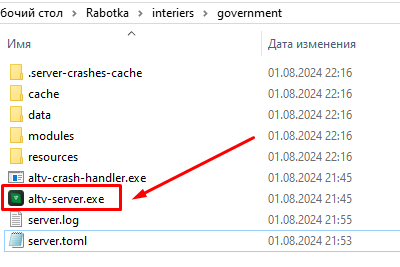 бочий стол > Rabotka > interiers > government
Имя Дата изменения
.server-crashes-cache 01.08.2024 22:16
cache 01.08.2024 22:16
data 01.08.2024 22:16
modules 01.08.2024 22:16
resources 01.08.2024 22:16
altv-crash-handler.exe 01.08.2024 21:45
altv-server.exe 01.08.2024 21:45
server.log 01.08.2024 21:55
server.toml 01.08.2024 21:53